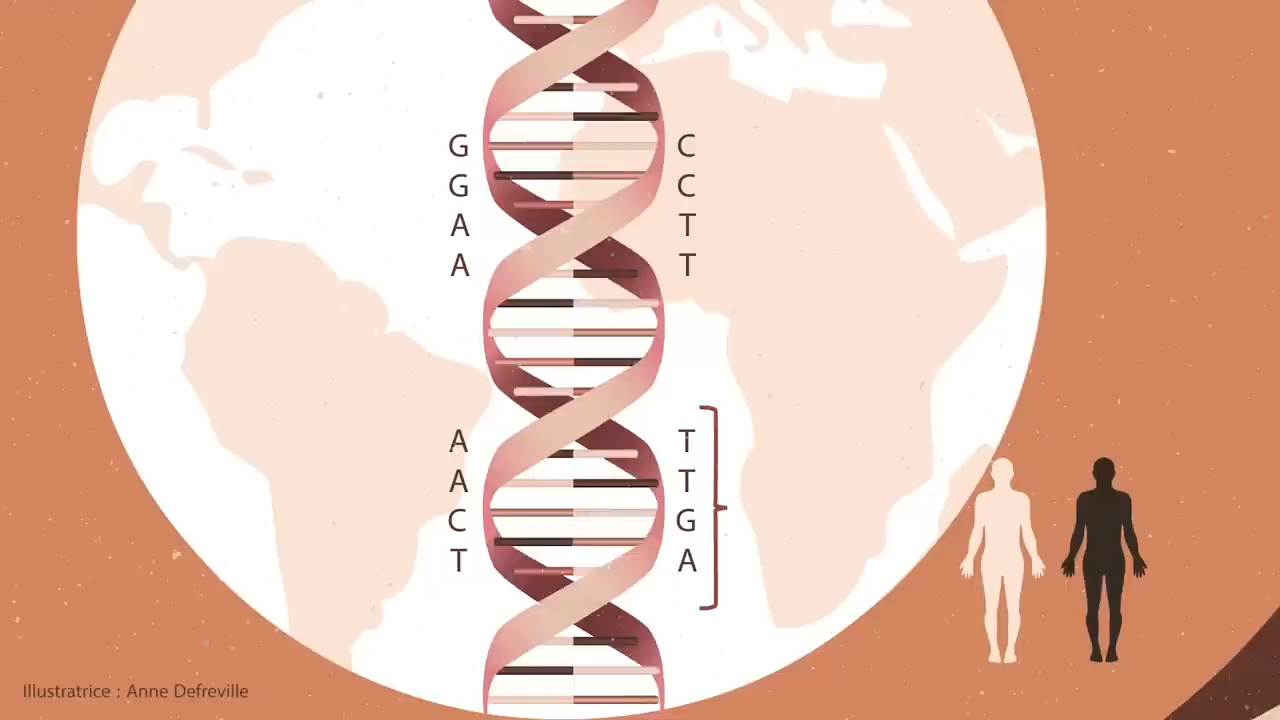 G C
G C
A T
A T
A T
A T
C G
T A
Illustratrice : Anne Defreville